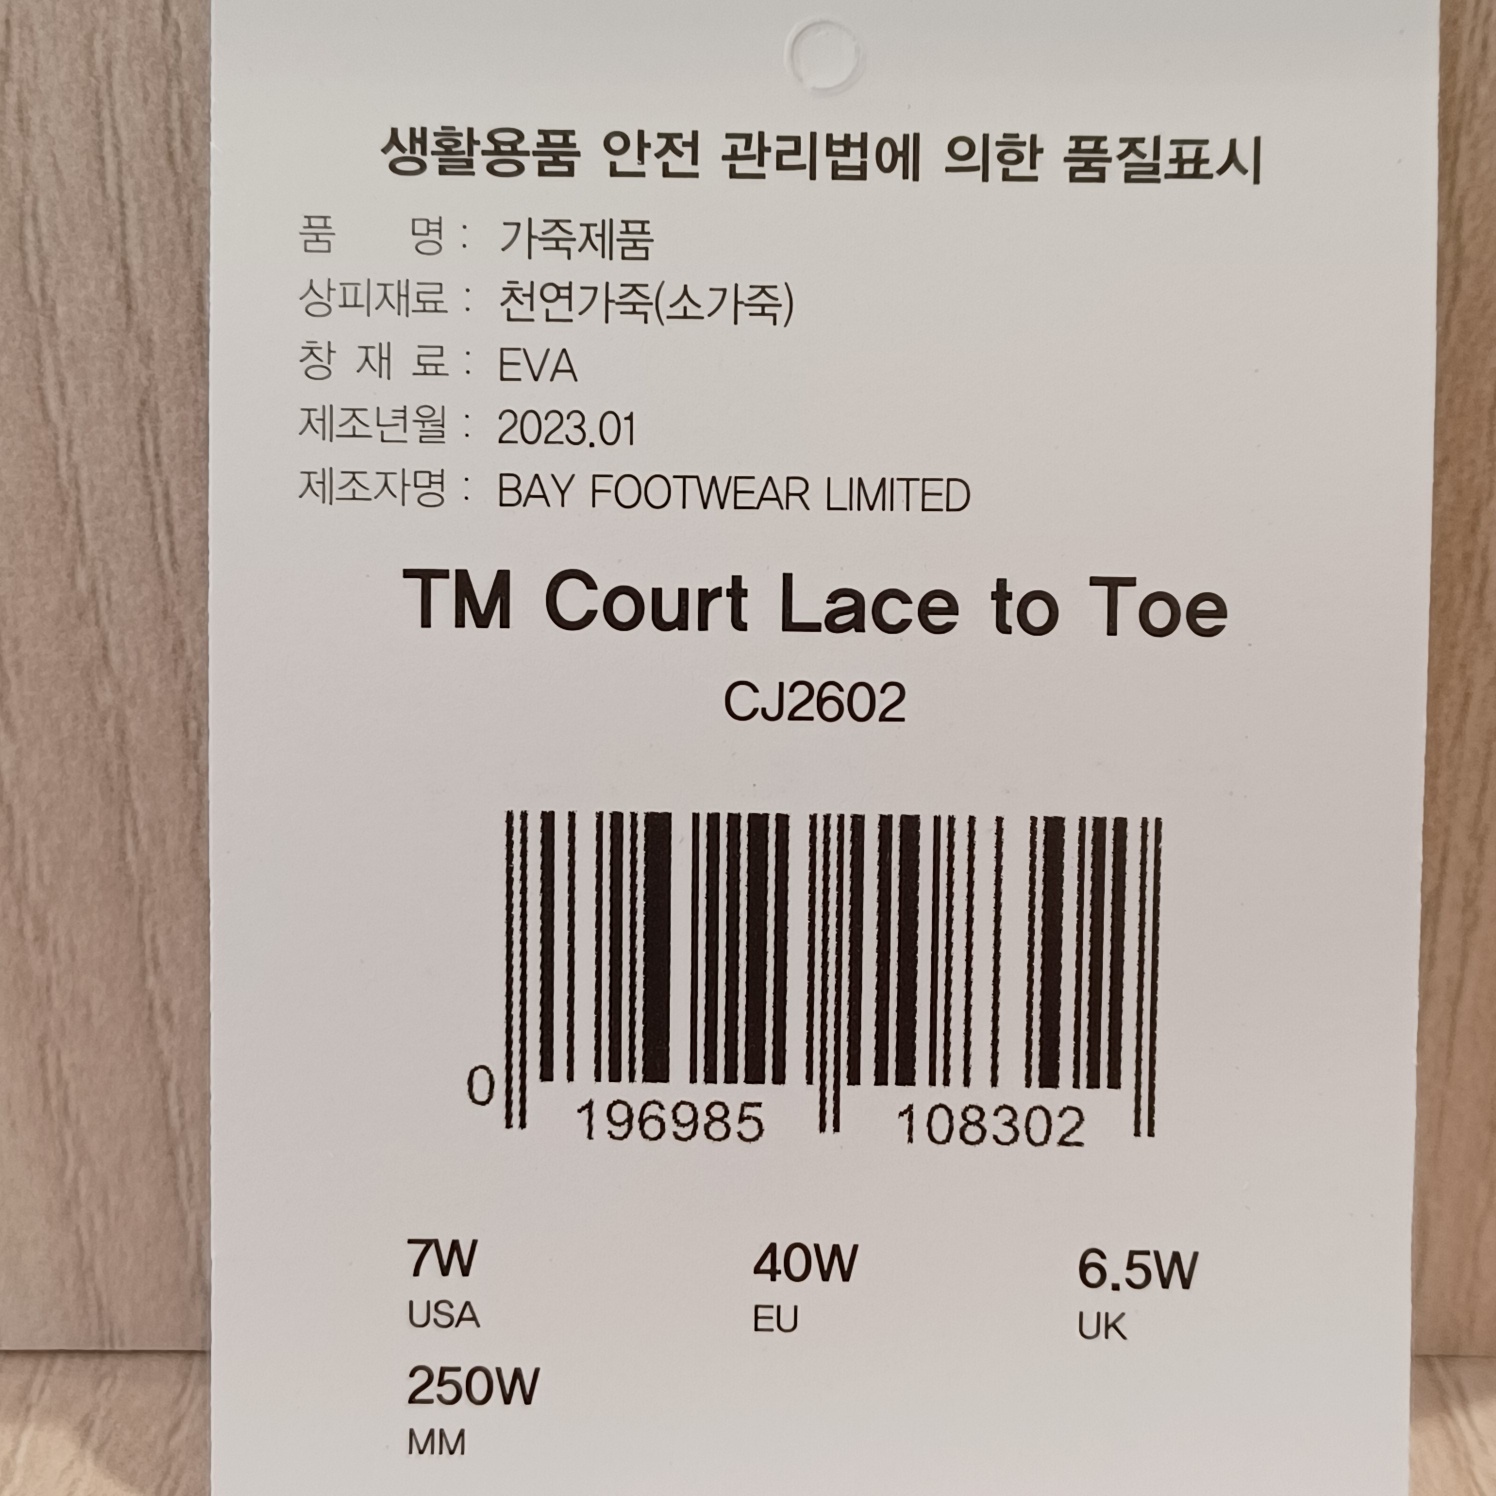 생활용품 안전 관리법에 의한 품질표시
품 명 : 가죽제품
상피재료 : 천연가죽(소가죽)
창 재 료 : EVA
제조년월 : 2023.01
제조자명 : BAY FOOTWEAR LIMITED
TM Court Lace to Toe
CJ2602
0 196985 108302
7W 40W 6.5W
USA EU UK
250W
MM